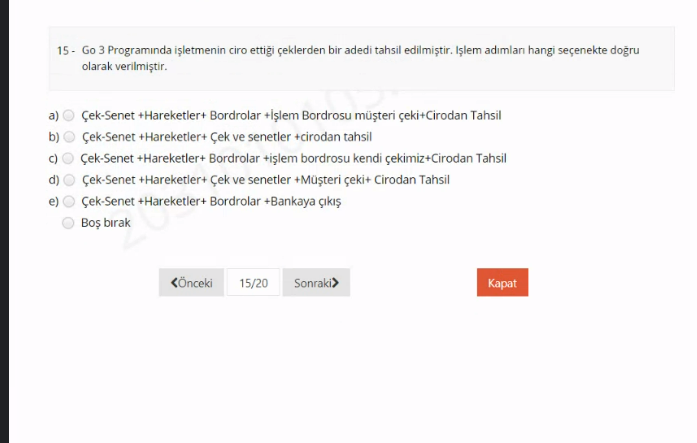 15 - Go 3 Programında işletmenin ciro ettiği çeklerden bir adedi tahsil edilmiştir. Işlem adımları hangi seçenekte doğru
olarak verilmiştir.
a) Çek-Senet +Hareketler+ Bordrolar +İşlem Bordrosu müşteri çeki+Cirodan Tahsil
b) Çek-Senet +Hareketler+ Çek ve senetler +cirodan tahsil
c) Çek-Senet +Hareketler+ Bordrolar +işlem bordrosu kendi çekimiz+Cirodan Tahsil
d) Çek-Senet +Hareketler+ Çek ve senetler +Müşteri çeki+ Cirodan Tahsil
e) Çek-Senet +Hareketler+ Bordrolar +Bankaya çıkış
Boş bırak
Önceki 15/20 Sonraki Kapat